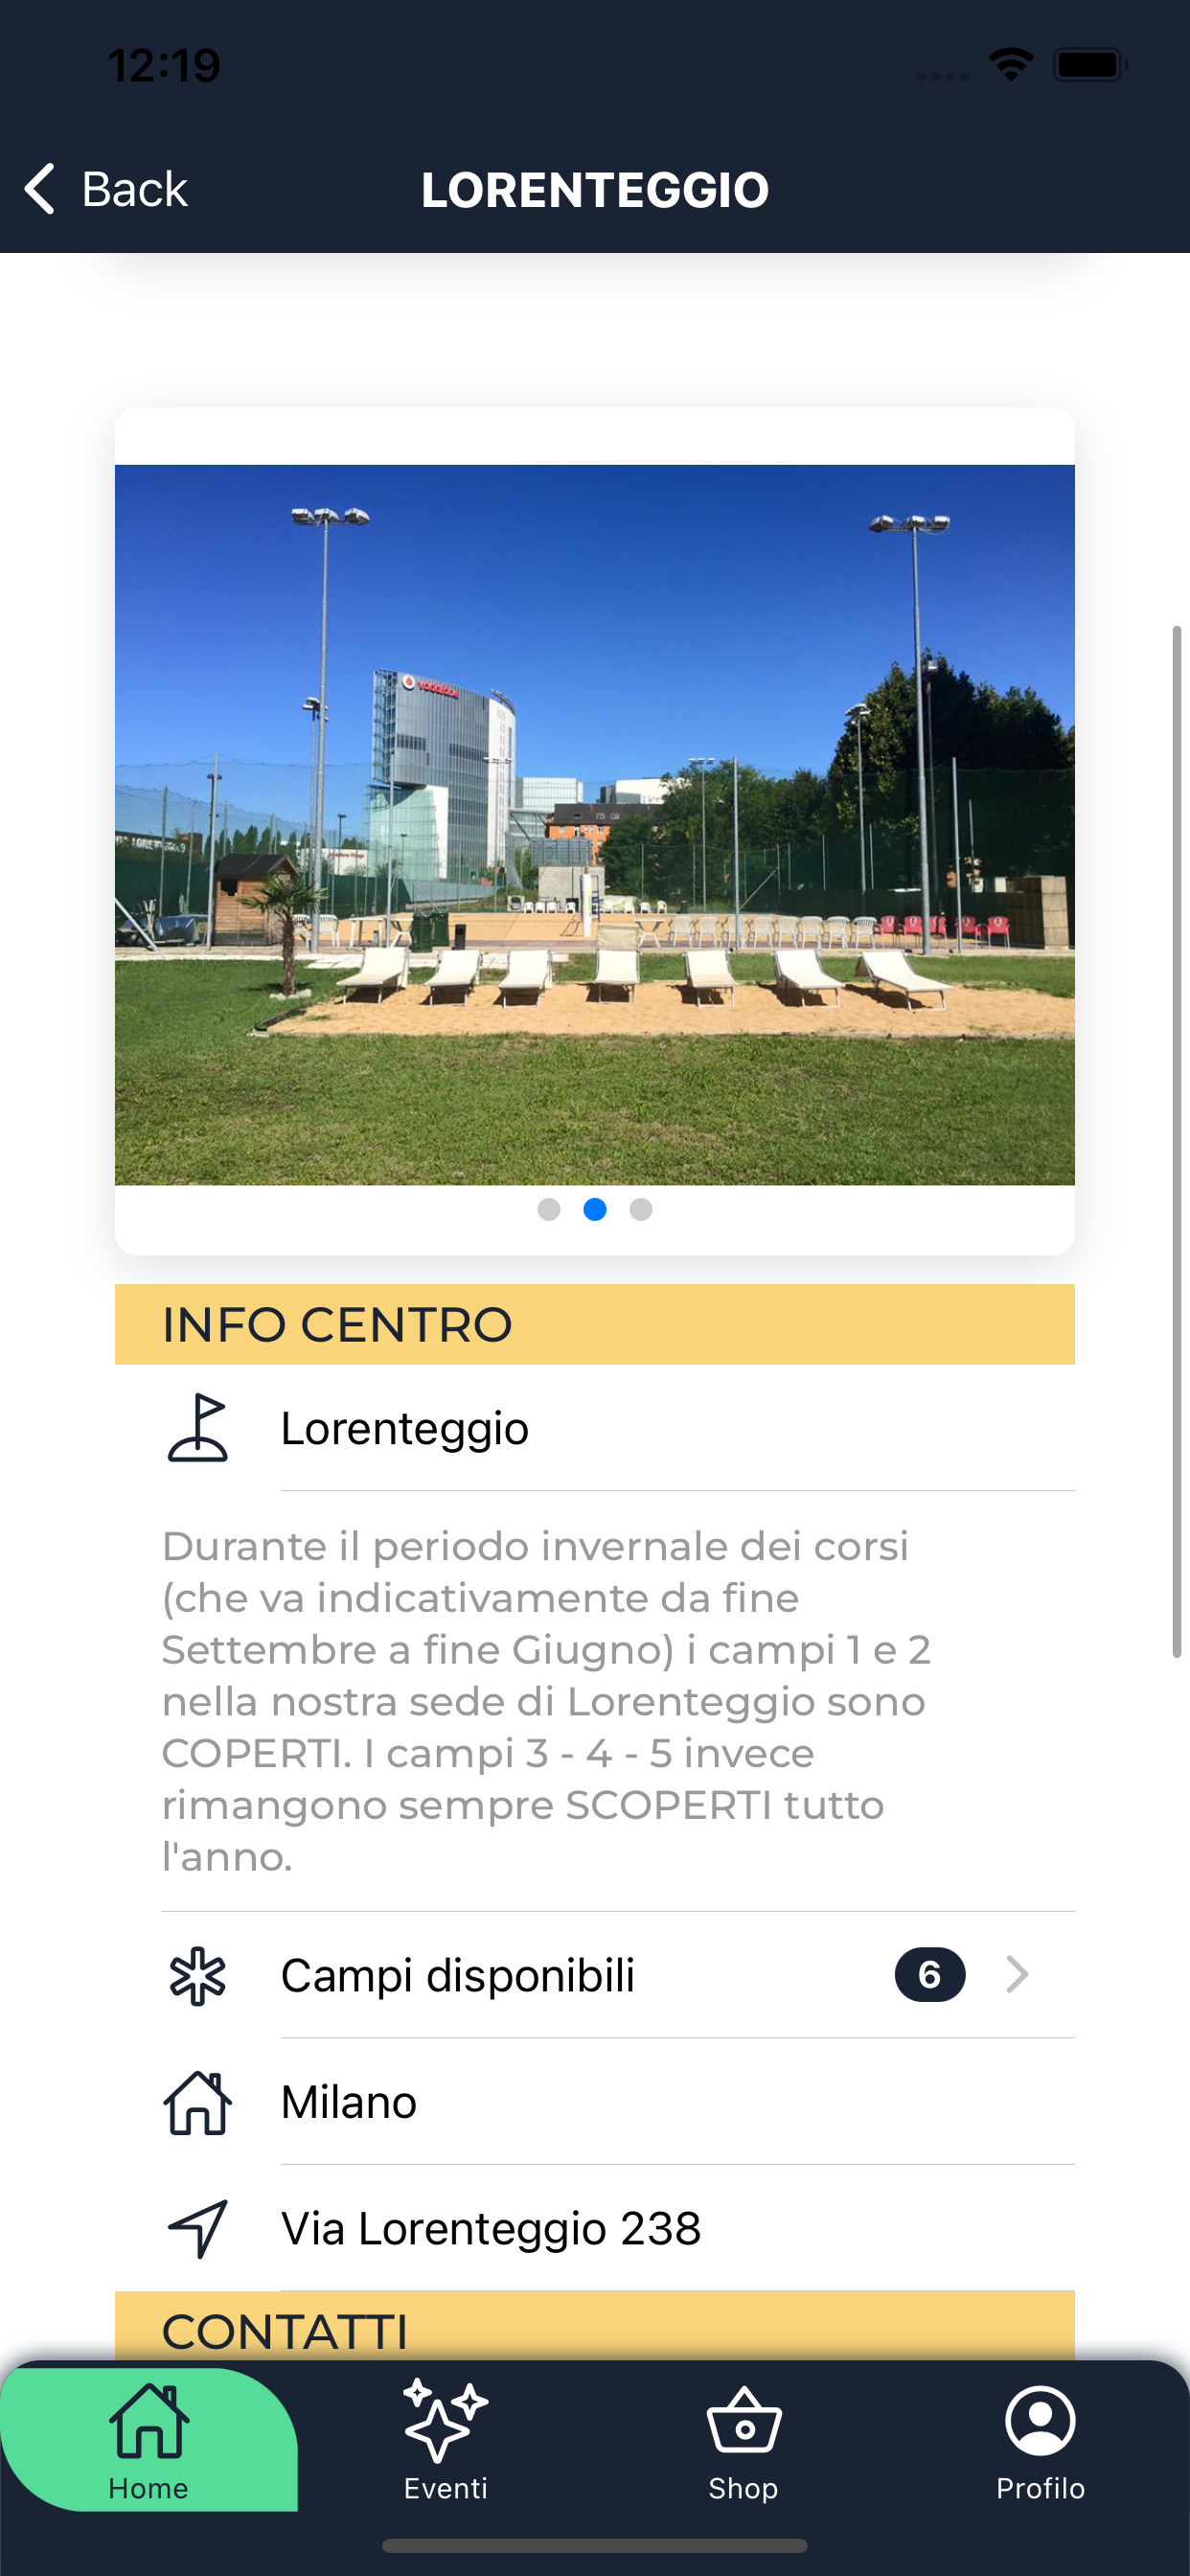 12:19
Back
LORENTEGGIO
vodafone
INFO CENTRO
Lorenteggio
Durante il periodo invernale dei corsi
(che va indicativamente da fine
Settembre a fine Giugno) i campi 1 e 2
nella nostra sede di Lorenteggio sono
COPERTI. I campi 3 - 4 - 5 invece
rimangono sempre SCOPERTI tutto
l'anno.
Campi disponibili
6
Milano
Via Lorenteggio 238
CONTATTI
Home
Eventi
Shop
Profilo